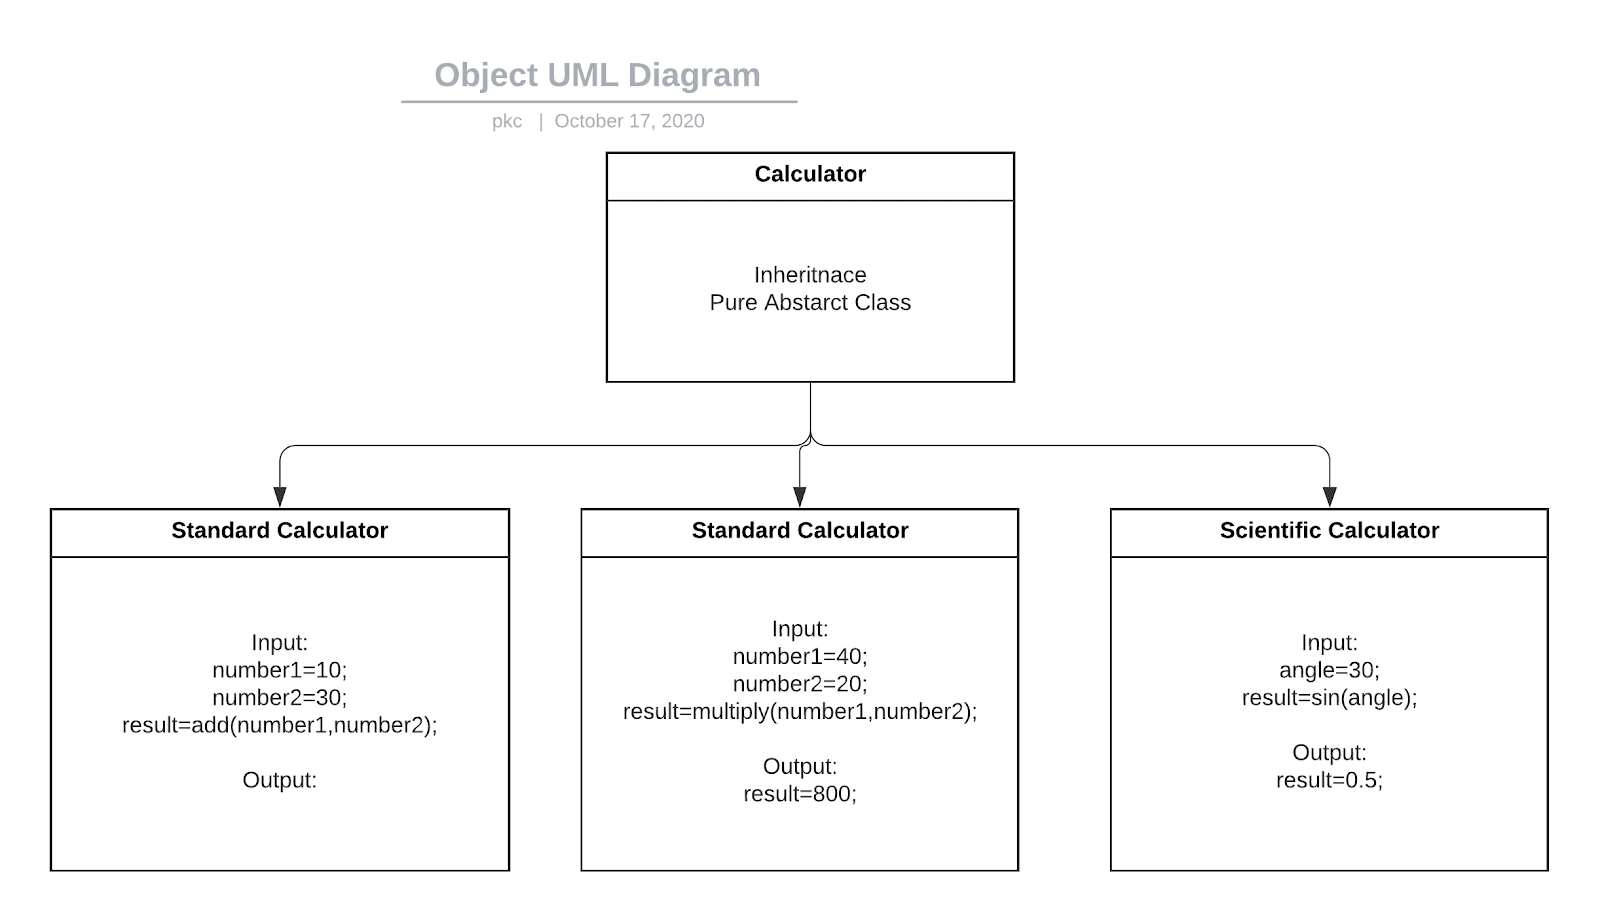 Object UML Diagram
pkc | October 17, 2020
Calculator
Inheritnace
Pure Abstarct Class
Standard Calculator
Input:
number1=10;
number2=30;
result=add(number1,number2);
Output:
Standard Calculator
Input:
number1=40;
number2=20;
result=multiply(number1,number2);
Output:
result=800;
Scientific Calculator
Input:
angle=30;
result=sin(angle);
Output:
result=0.5;